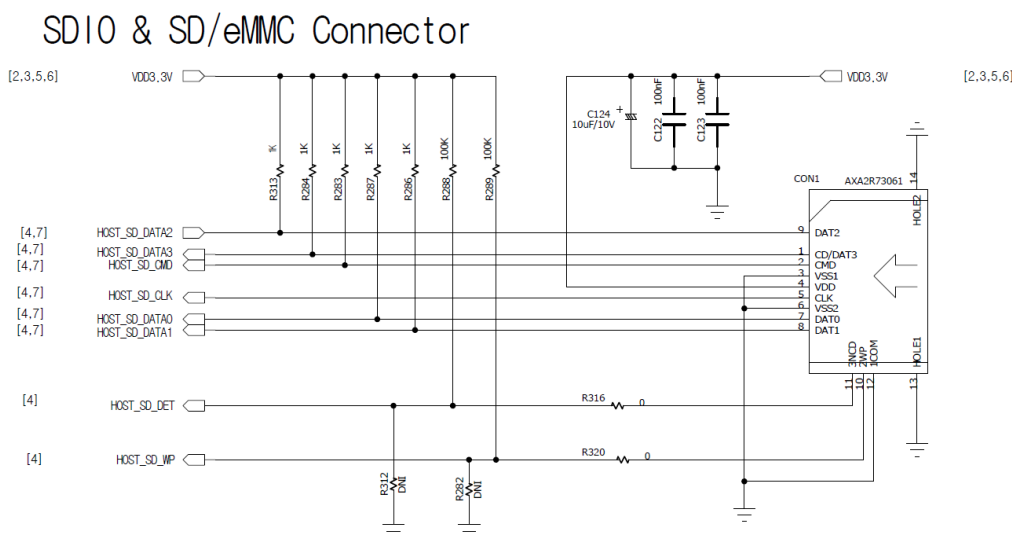 SDIO & SD/eMMC Connector
[2,3,5,6] VDD3.3V VDD3.3V [2,3,5,6]
C124
10uF/10V
C122 100nF
C123 100nF
R313 1K
R284 1K
R283 1K
R287 1K
R286 1K
R288 100K
R289 100K
CON1 AXA2R73061
14 HOLE2
[4,7] HOST_SD_DATA2 9 DAT2
[4,7] HOST_SD_DATA3 1 CD/DAT3
[4,7] HOST_SD_CMD 2 CMD
3 VSS1
4 VDD
[4,7] HOST_SD_CLK 5 CLK
6 VSS2
[4,7] HOST_SD_DATA0 7 DAT0
[4,7] HOST_SD_DATA1 8 DAT1
3NCD 2WP 1COM HOLE1
11 10 12 13
[4] HOST_SD_DET R316 0
[4] HOST_SD_WP R320 0
R312 DNI
R282 DNI